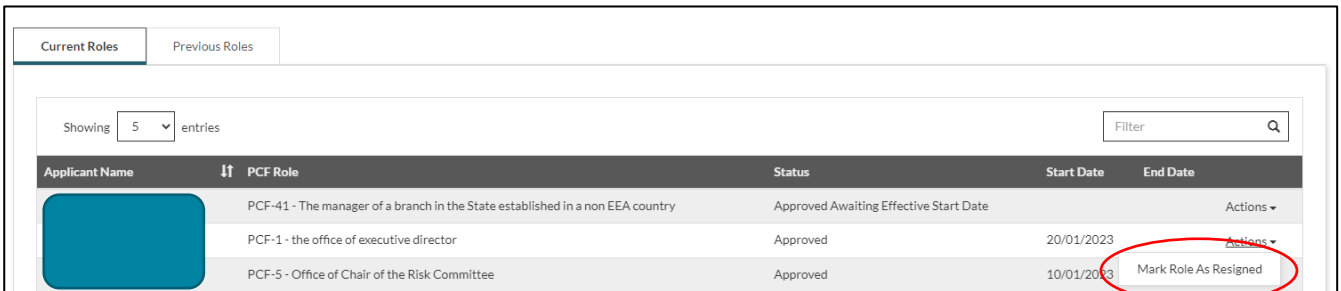 Current Roles Previous Roles
Showing 5 entries Filter
Applicant Name PCF Role Status Start Date End Date
PCF-41 - The manager of a branch in the State established in a non EEA country Approved Awaiting Effective Start Date Actions
PCF-1 - the office of executive director Approved 20/01/2023 Actions
PCF-5 - Office of Chair of the Risk Committee Approved 10/01/2023 Mark Role As Resigned